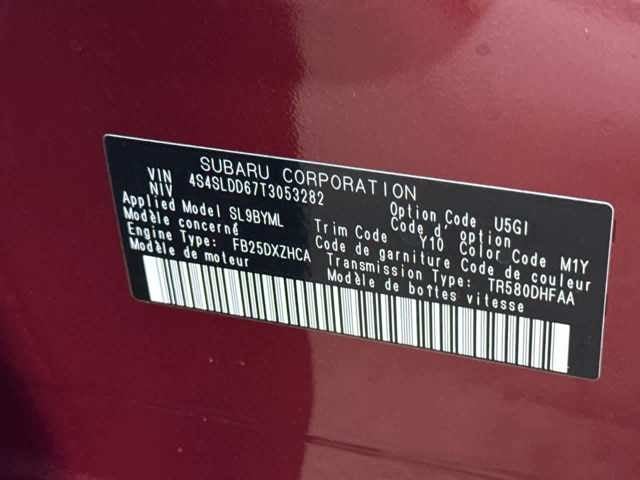 SUBARU CORPORATION
VIN 4S4SLDD67T3053282
NIV
Applied Model SL9BYML Option Code U5GI
Modèle concerné Code d' option
Engine Type: FB25DXZHCA Trim Code Y10 Color Code M1Y
Modèle de moteur Code de garniture Code de couleur
Transmission Type: TR580DHFAA
Modèle de boîtes vitesse